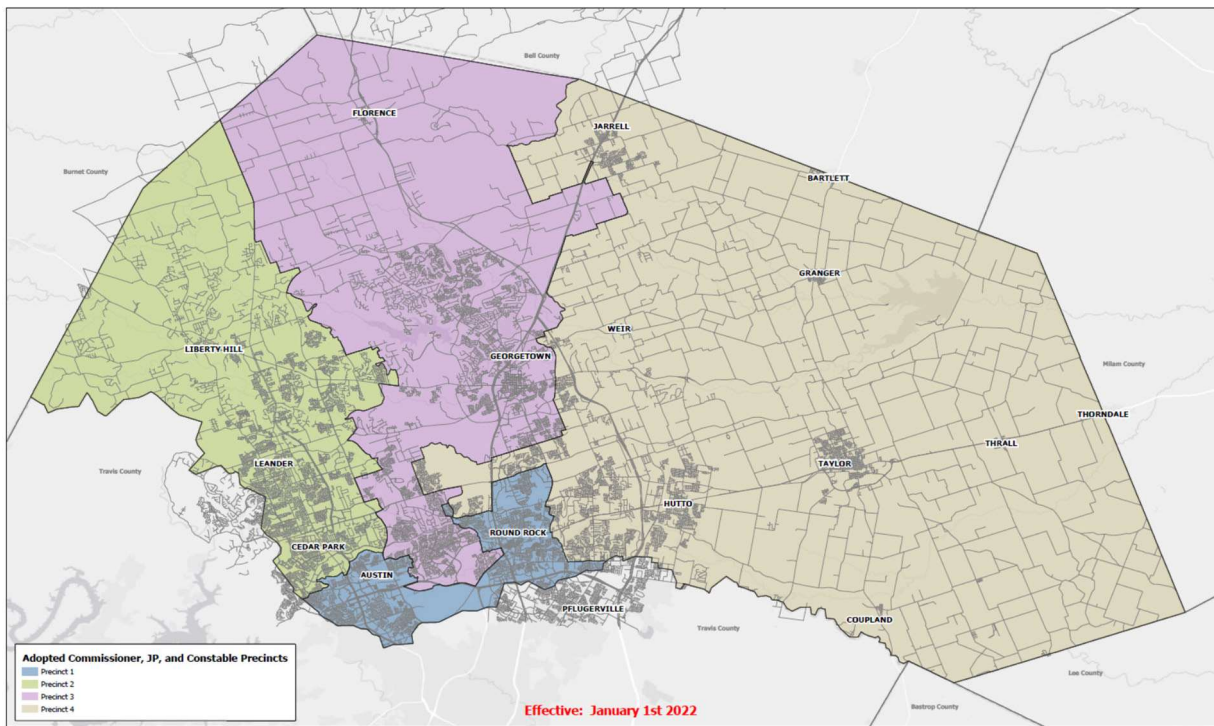 Bell County
FLORENCE
JARRELL
Burnet County
BARTLETT
GRANGER
WEIR
LIBERTY HILL
GEORGETOWN
Milam County
THORNDALE
THRALL
LEANDER
TAYLOR
Travis County
HUTTO
ROUND ROCK
CEDAR PARK
AUSTIN
PFLUGERVILLE
COUPLAND
Travis County
Lee County
Bastrop County
Adopted Commissioner, JP, and Constable Precincts
Precinct 1
Precinct 2
Precinct 3
Precinct 4
Effective: January 1st 2022